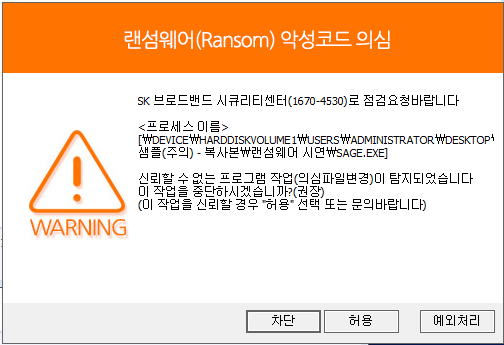 랜섬웨어(Ransom) 악성코드 의심
SK 브로드밴드 시큐리티센터(1670-4530)로 점검요청바랍니다
<프로세스 이름>
[₩DEVICE₩HARDDISKVOLUME1₩USERS₩ADMINISTRATOR₩DESKTOP₩
샘플(주의) - 복사본₩랜섬웨어 시연₩SAGE.EXE]
신뢰할 수 없는 프로그램 작업(의심파일변경)이 탐지되었습니다
이 작업을 중단하시겠습니까?(권장)
(이 작업을 신뢰할 경우 "허용" 선택 또는 문의바랍니다)
WARNING
차단
허용
예외처리